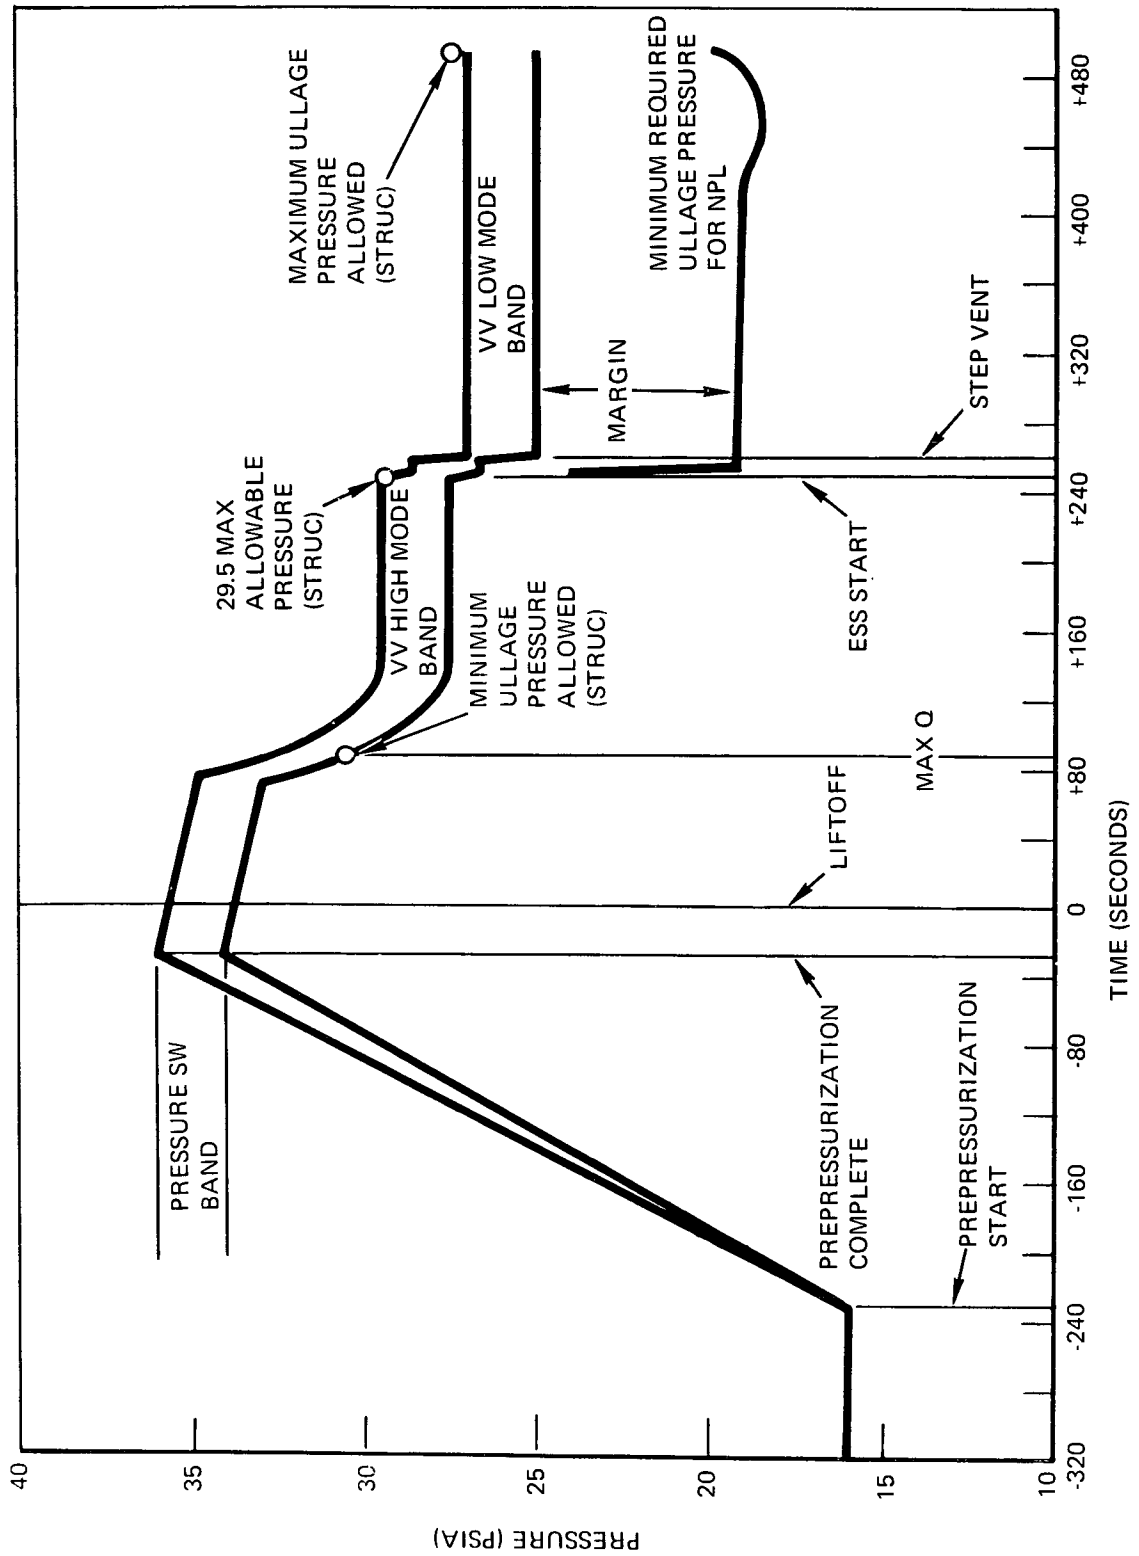 PRESSURE (PSIA)
40
35
30
25
20
15
10
PRESSURE SW
BAND
PREPRESSURIZATION
START
PREPRESSURIZATION
COMPLETE
LIFTOFF
MAX Q
MINIMUM
ULLAGE
PRESSURE
ALLOWED
(STRUC)
VV HIGH MODE
BAND
29.5 MAX
ALLOWABLE
PRESSURE
(STRUC)
ESS START
STEP VENT
MARGIN
VV LOW MODE
BAND
MAXIMUM ULLAGE
PRESSURE
ALLOWED
(STRUC)
MINIMUM REQUIRED
ULLAGE PRESSURE
FOR NPL
-320
-240
-160
-80
0
+80
+160
+240
+320
+400
+480
TIME (SECONDS)